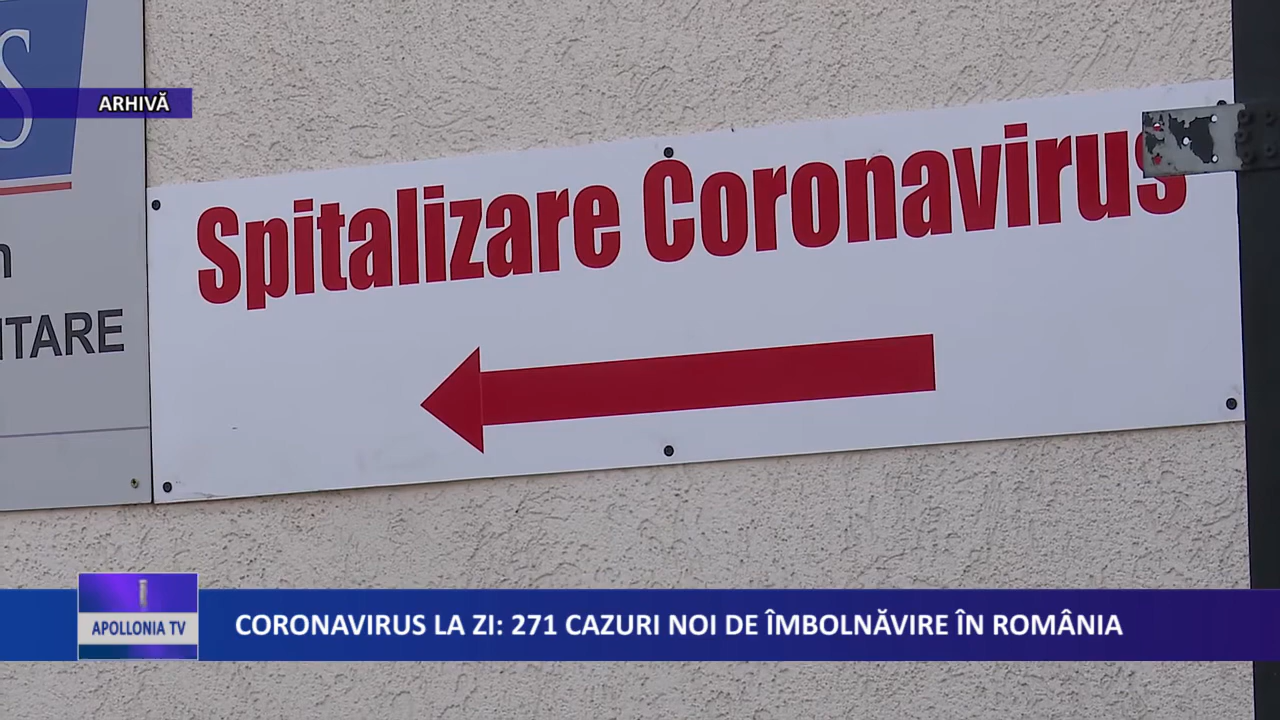 S
ARHIVĂ
Spitalizare Coronavirus
ITARE
APOLLONIA TV
CORONAVIRUS LA ZI: 271 CAZURI NOI DE ÎMBOLNĂVIRE ÎN ROMÂNIA